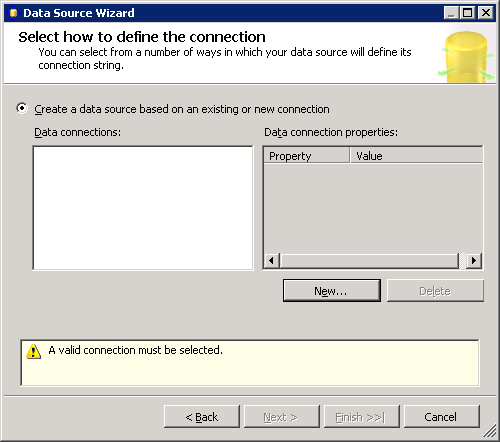 Data Source Wizard
Select how to define the connection
You can select from a number of ways in which your data source will define its
connection string.
Create a data source based on an existing or new connection
Data connections:
Data connection properties:
Property Value
New... Delete
A valid connection must be selected.
< Back Next > Finish >>| Cancel